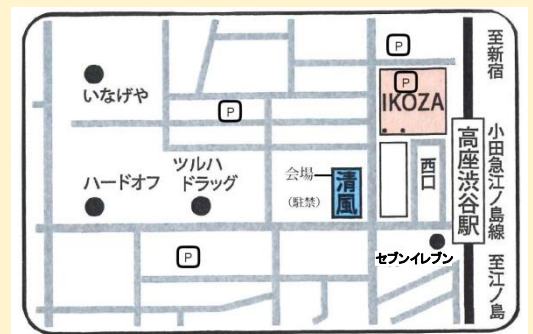 P
至新宿
P
IKOZA
いなげや
P
小田急江ノ島線
高座渋谷駅
西口
ツルハ
ドラッグ
ハードオフ
会場
清風
(駐禁)
P
セブンイレブン
至江ノ島